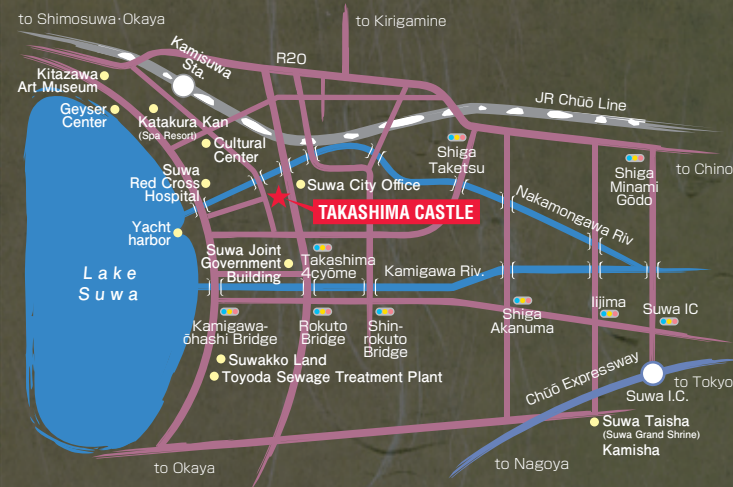 to Shimosuwa·Okaya
to Kirigamine
Kamisuwa
Sta.
R20
Kitazawa
Art Museum
Geyser
Center
Katakura Kan
(Spa Resort)
JR Chūō Line
Cultural
Center
Shiga
Taketsu
to Chino
Shiga
Minami
Gōdo
Suwa
Red Cross
Hospital
Suwa City Office
TAKASHIMA CASTLE
Nakamongawa Riv
Yacht
harbor
Suwa Joint
Government
Building
Takashima
4cyōme
Kamigawa Riv.
Lake
Suwa
Kamigawa-
ōhashi Bridge
Rokuto
Bridge
Shin-
rokuto
Bridge
Shiga
Akanuma
Iijima
Suwa IC
Suwakko Land
Toyoda Sewage Treatment Plant
Chūō Expressway
to Tokyo
Suwa I.C.
Suwa Taisha
(Suwa Grand Shrine)
Kamisha
to Okaya
to Nagoya